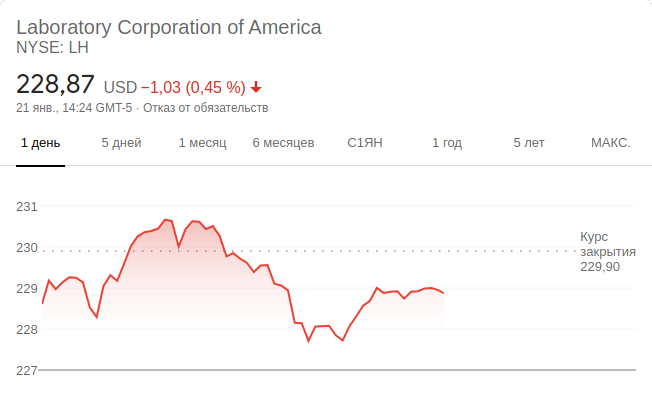 Laboratory Corporation of America
NYSE: LH
228,87 USD −1,03 (0,45 %)
21 янв., 14:24 GMT-5 · Отказ от обязательств
1 день 5 дней 1 месяц 6 месяцев С1ЯН 1 год 5 лет МАКС.
231
230
229
228
227
Курс
закрытия
229,90